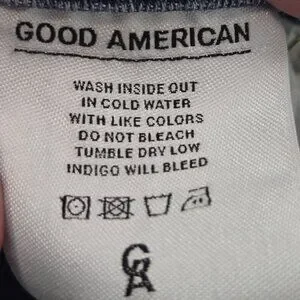 GOOD AMERICAN
WASH INSIDE OUT
IN COLD WATER
WITH LIKE COLORS
DO NOT BLEACH
TUMBLE DRY LOW
INDIGO WILL BLEED
G
A